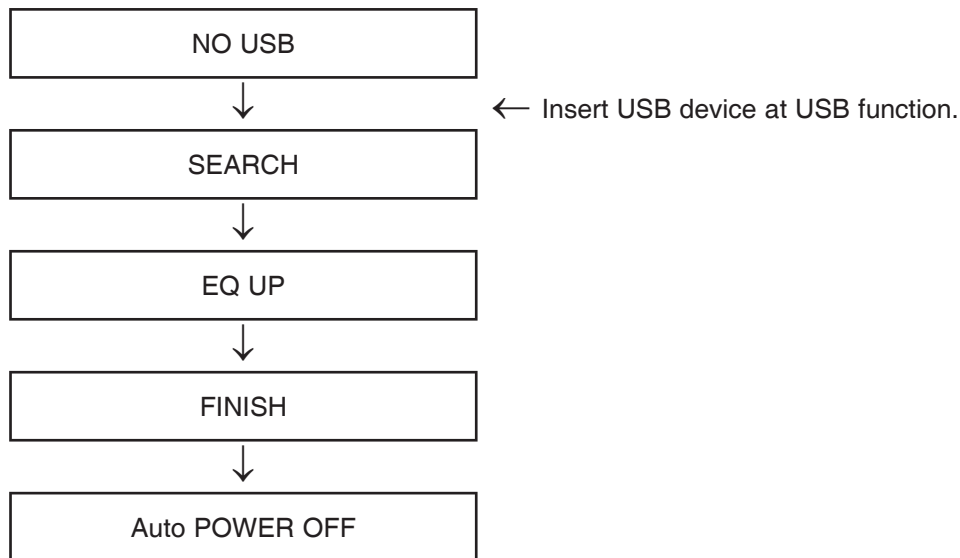 NO USB
← Insert USB device at USB function.
SEARCH
EQ UP
FINISH
Auto POWER OFF